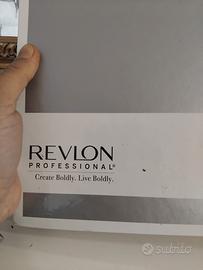 REVLON
PROFESSIONAL®
Create Boldly. Live Boldly.
subito